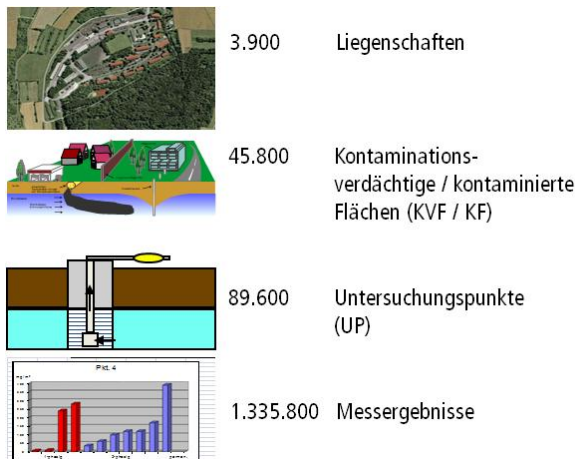 3.900 Liegenschaften
45.800 Kontaminations-
verdächtige / kontaminierte
Flächen (KVF / KF)
89.600 Untersuchungspunkte
(UP)
Pkt. 4
1.335.800 Messergebnisse